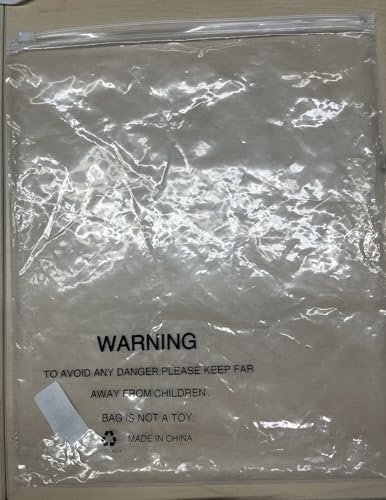 WARNING
TO AVOID ANY DANGER,PLEASE KEEP FAR
AWAY FROM CHILDREN.
BAG IS NOT A TOY.
MADE IN CHINA